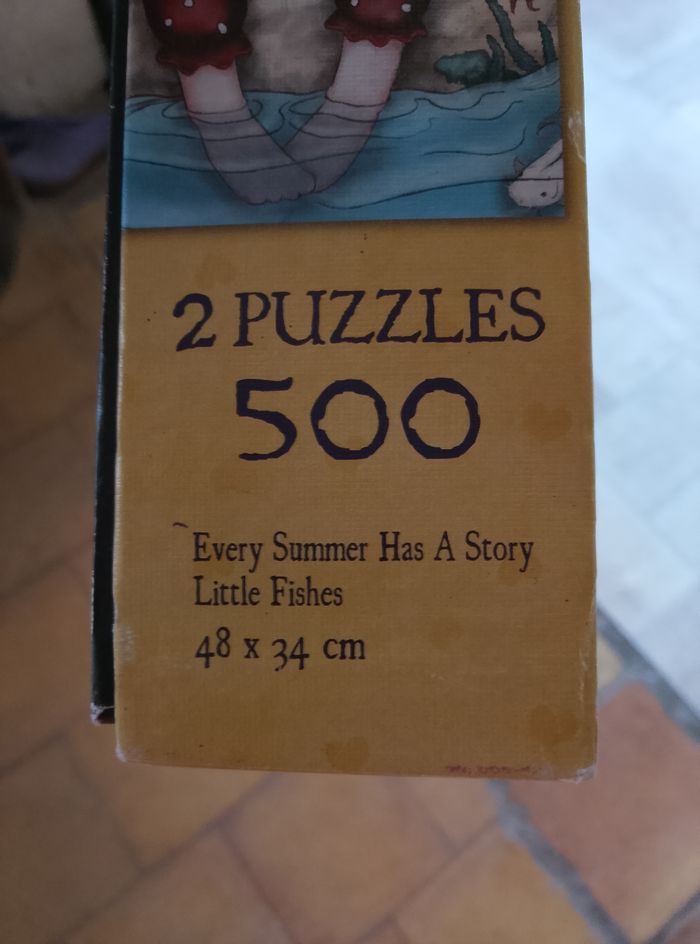 2 PUZZLES
500
Every Summer Has A Story
Little Fishes
48 x 34 cm